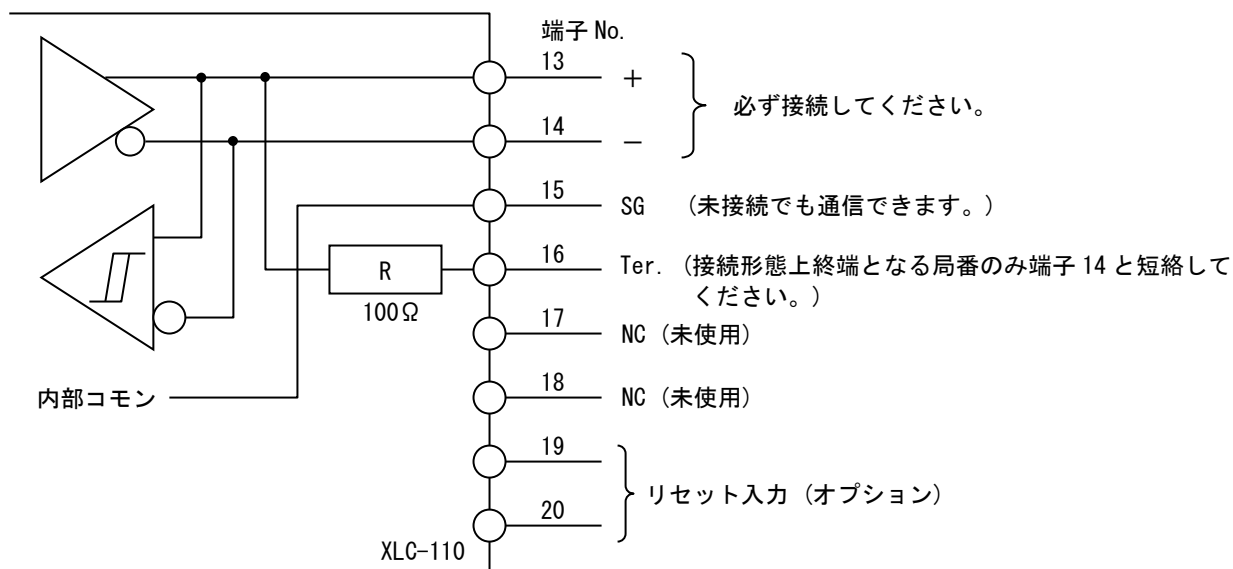 端子 No.
13
+
必ず接続してください。
14
−
15
SG (未接続でも通信できます。)
16
Ter. (接続形態上終端となる局番のみ端子 14 と短絡して
ください。)
R
100Ω
17
NC (未使用)
18
NC (未使用)
内部コモン
19
リセット入力 (オプション)
20
XLC-110